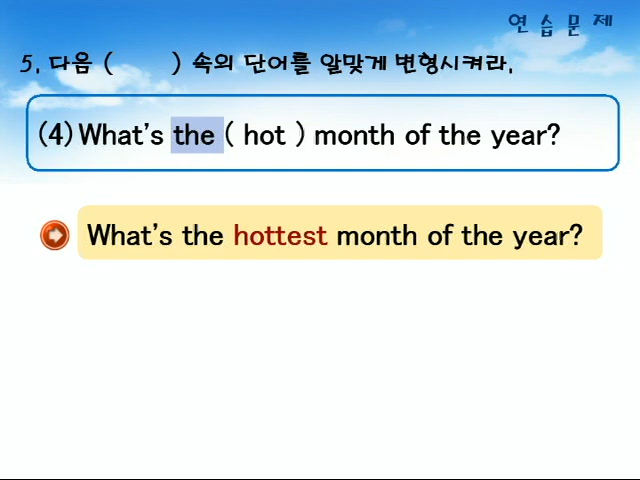 연습문제
5. 다음 (      ) 속의 단어를 알맞게 변형시켜라.
(4) What's the ( hot ) month of the year?
What's the hottest month of the year?